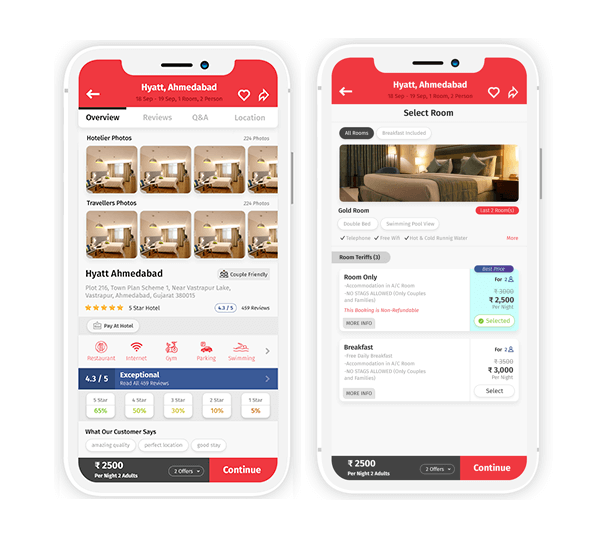 Hyatt, Ahmedabad
18 Sep - 19 Sep, 1 Room, 2 Person
Overview
Reviews
Q&A
Location
Hotelier Photos
224 Photos
Travellers Photos
224 Photos
Hyatt Ahmedabad
Couple Friendly
Plot 216, Town Plan Scheme 1, Near Vastrapur Lake,
Vastrapur, Ahmedabad, Gujarat 380015
5 Star Hotel
4.3 / 5
459 Reviews
Pay At Hotel
Restaurant
Internet
Gym
Parking
Swimming
4.3 / 5
Exceptional
Read All 459 Reviews
5 Star
4 Star
3 Star
2 Star
1 Star
65%
50%
30%
10%
5%
What Our Customer Says
amazing quality
perfect location
good stay
₹ 2500
Per Night 2 Adults
2 Offers
Continue
Hyatt, Ahmedabad
18 Sep - 19 Sep, 1 Room, 2 Person
Select Room
All Rooms
Breakfast Included
Gold Room
Last 2 Room(s)
Double Bed
Swimming Pool View
Telephone
Free Wifi
Hot & Cold Runnig Water
More
Room Teriffs (3)
Best Price
Room Only
For 2
-Accommodation in A/C Room
-NO STAGS ALLOWED (Only Couples
and Families)
₹ 3000
₹ 2,500
Per Night
This Booking is Non-Refundable
MORE INFO
Selected
Breakfast
For 2
-Free Daily Breakfast
-Accommodation in A/C Room
-NO STAGS ALLOWED (Only Couples
and Families)
₹ 3500
₹ 3,000
Per Night
MORE INFO
Select
₹ 2500
Per Night 2 Adults
2 Offers
Continue